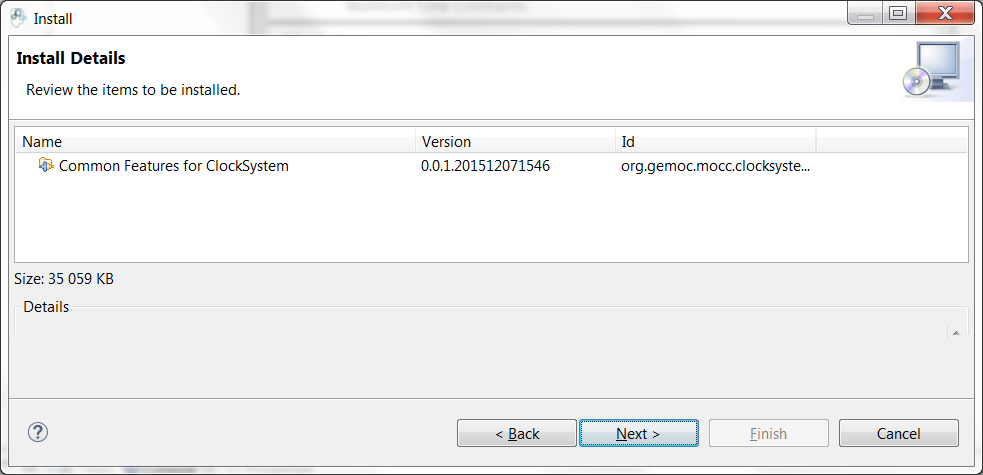 Install
Install Details
Review the items to be installed.
Name Version Id
Common Features for ClockSystem 0.0.1.201512071546 org.gemoc.mocc.clocksyste...
Size: 35 059 KB
Details
? < Back Next > Finish Cancel